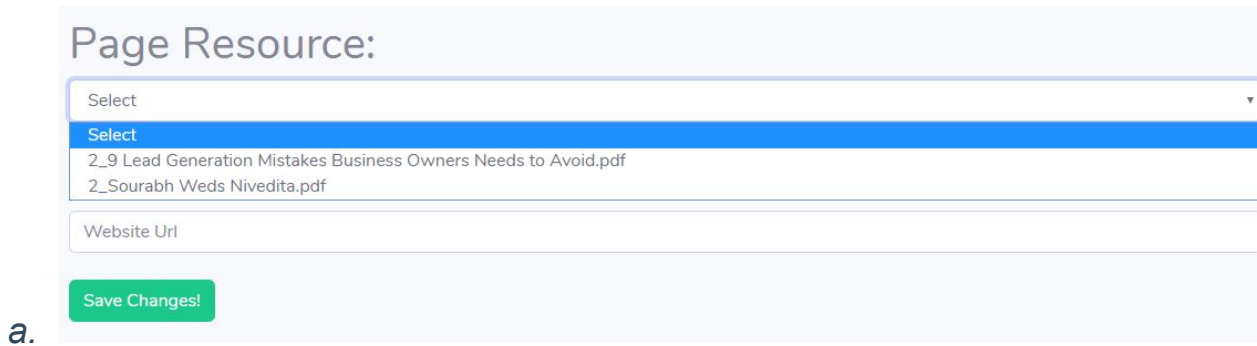 Page Resource:
Select
Select
2_9 Lead Generation Mistakes Business Owners Needs to Avoid.pdf
2_Sourabh Weds Nivedita.pdf
Website Url
Save Changes!
a.